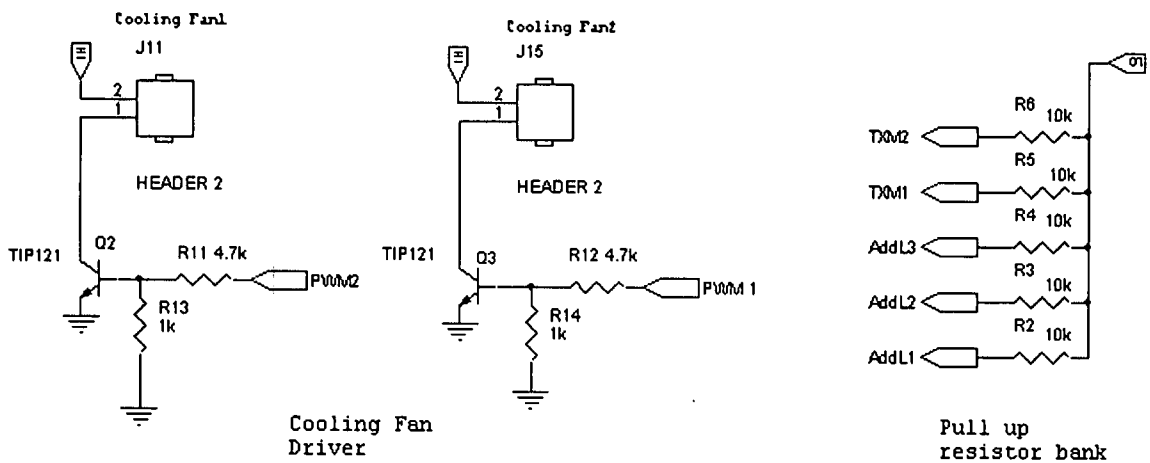 Cooling Fan1
J11
2
1
HEADER 2
TIP121
Q2
R11 4.7k
PWM2
R13
1k
Cooling Fan2
J15
2
1
HEADER 2
TIP121
Q3
R12 4.7k
PWM 1
R14
1k
Cooling Fan
Driver
R6
10k
TXM2
R5
10k
TXM1
R4
10k
AddL3
R3
10k
AddL2
R2
10k
AddL1
Pull up
resistor bank